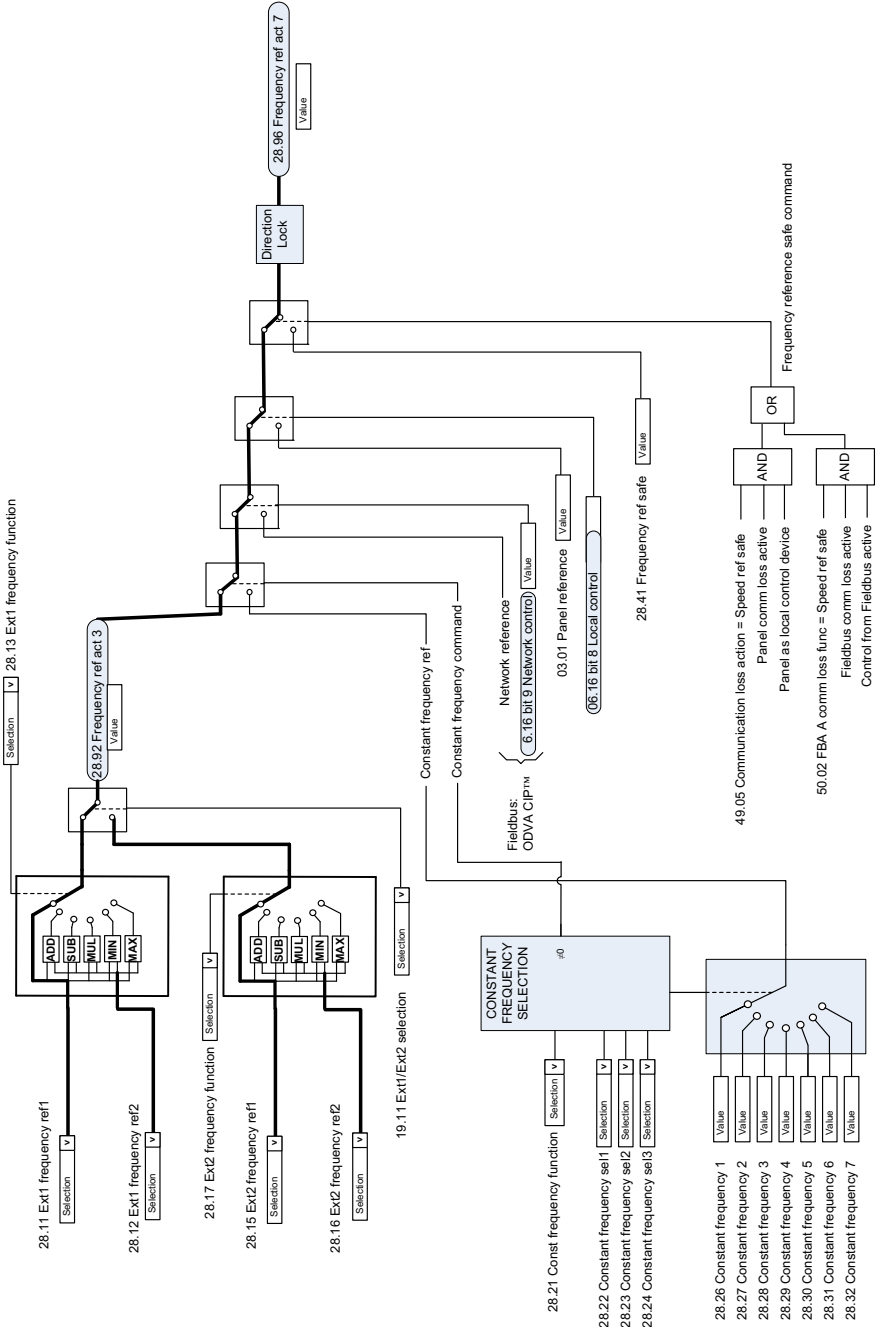 28.11 Ext1 frequency ref1
Selection v
28.12 Ext1 frequency ref2
Selection v
ADD
SUB
MUL
MIN
MAX
Selection v 28.13 Ext1 frequency function
28.17 Ext2 frequency function Selection v
28.15 Ext2 frequency ref1
Selection v
28.16 Ext2 frequency ref2
Selection v
ADD
SUB
MUL
MIN
MAX
19.11 Ext1/Ext2 selection Selection v
28.92 Frequency ref act 3
Value
28.21 Const frequency function Selection v
28.22 Constant frequency sel1 Selection v
28.23 Constant frequency sel2 Selection v
28.24 Constant frequency sel3 Selection v
CONSTANT
FREQUENCY
SELECTION
≠0
28.26 Constant frequency 1 Value
28.27 Constant frequency 2 Value
28.28 Constant frequency 3 Value
28.29 Constant frequency 4 Value
28.30 Constant frequency 5 Value
28.31 Constant frequency 6 Value
28.32 Constant frequency 7 Value
Constant frequency ref
Constant frequency command
Fieldbus:
ODVA CIP™
Network reference
6.16 bit 9 Network control Value
03.01 Panel reference Value
06.16 bit 8 Local control
28.41 Frequency ref safe Value
49.05 Communication loss action = Speed ref safe
Panel comm loss active
Panel as local control device
AND
50.02 FBA A comm loss func = Speed ref safe
Fieldbus comm loss active
Control from Fieldbus active
AND
OR
Frequency reference safe command
Direction
Lock
28.96 Frequency ref act 7
Value